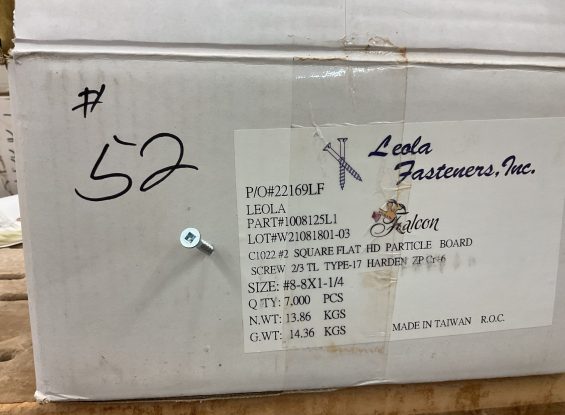 # 52
Leola
Fasteners, Inc.
P/O#22169LF
LEOLA
PART#1008125L1
LOT#W21081801-03
Falcon
C1022 #2 SQUARE FLAT HD PARTICLE BOARD
SCREW 2/3 TL TYPE-17 HARDEN ZP Cr+6
SIZE: #8-8X1-1/4
Q'TY: 7.000 PCS
N.WT: 13.86 KGS
G.WT: 14.36 KGS
MADE IN TAIWAN R.O.C.